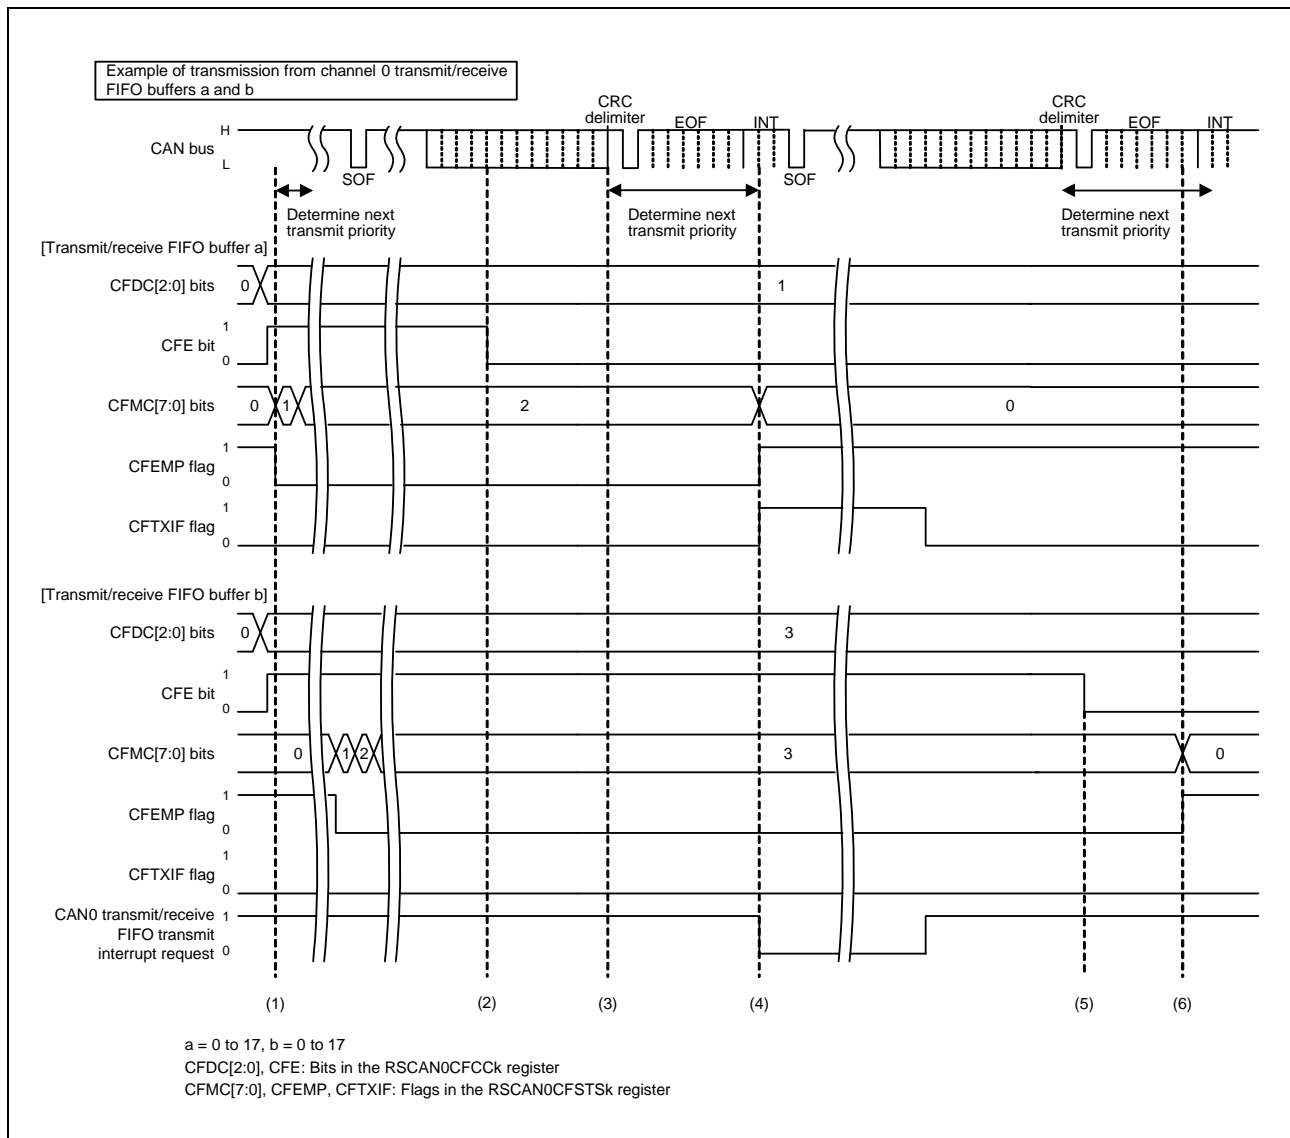 Example of transmission from channel 0 transmit/receive
FIFO buffers a and b
CRC
delimiter
EOF
INT
CRC
delimiter
EOF
INT
H
CAN bus
L
SOF
SOF
Determine next
transmit priority
Determine next
transmit priority
Determine next
transmit priority
[Transmit/receive FIFO buffer a]
CFDC[2:0] bits
0
1
1
CFE bit
0
CFMC[7:0] bits
0
1
2
0
1
CFEMP flag
0
1
CFTXIF flag
0
[Transmit/receive FIFO buffer b]
CFDC[2:0] bits
0
3
1
CFE bit
0
CFMC[7:0] bits
0
1
2
3
0
1
CFEMP flag
0
1
CFTXIF flag
0
CAN0 transmit/receive 1
FIFO transmit
interrupt request 0
(1)
(2)
(3)
(4)
(5)
(6)
a = 0 to 17, b = 0 to 17
CFDC[2:0], CFE: Bits in the RSCAN0CFCCk register
CFMC[7:0], CFEMP, CFTXIF: Flags in the RSCAN0CFSTSk register